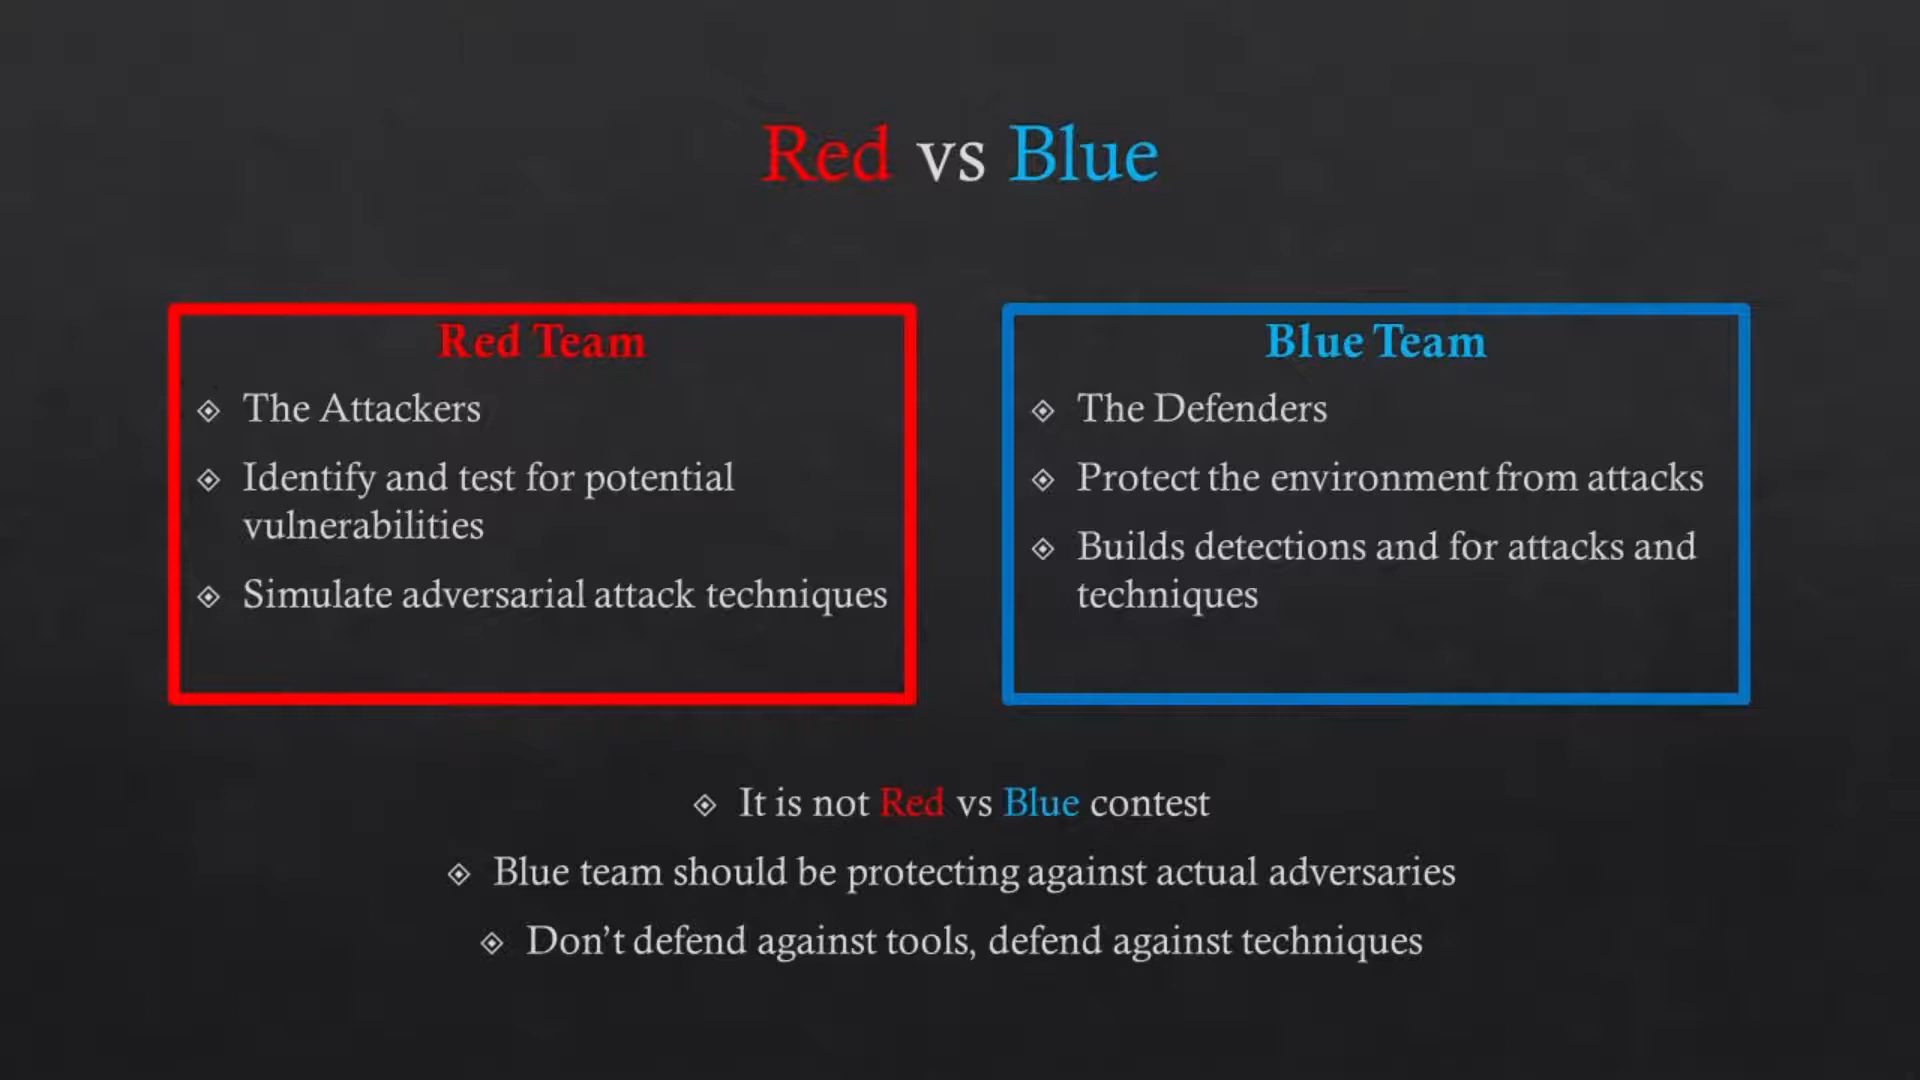 Red vs Blue
Red Team
The Attackers
Identify and test for potential
vulnerabilities
Simulate adversarial attack techniques
Blue Team
The Defenders
Protect the environment from attacks
Builds detections and for attacks and
techniques
It is not Red vs Blue contest
Blue team should be protecting against actual adversaries
Don’t defend against tools, defend against techniques